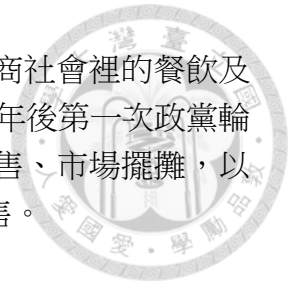 商社會裡的餐飲及
年後第一次政黨輪
售、市場擺攤，以
售。